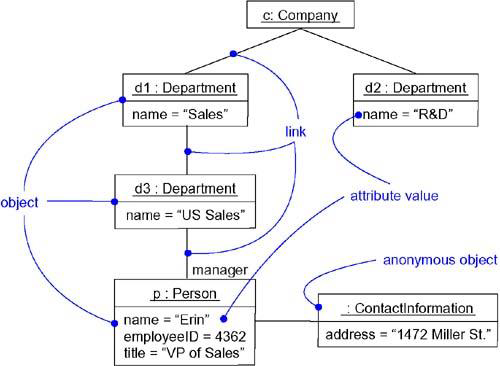 c: Company
d1 : Department
name = “Sales”
d2 : Department
name = “R&D”
link
object
d3 : Department
name = “US Sales”
attribute value
manager
anonymous object
p : Person
name = “Erin”
employeeID = 4362
title = “VP of Sales”
: ContactInformation
address = “1472 Miller St.”